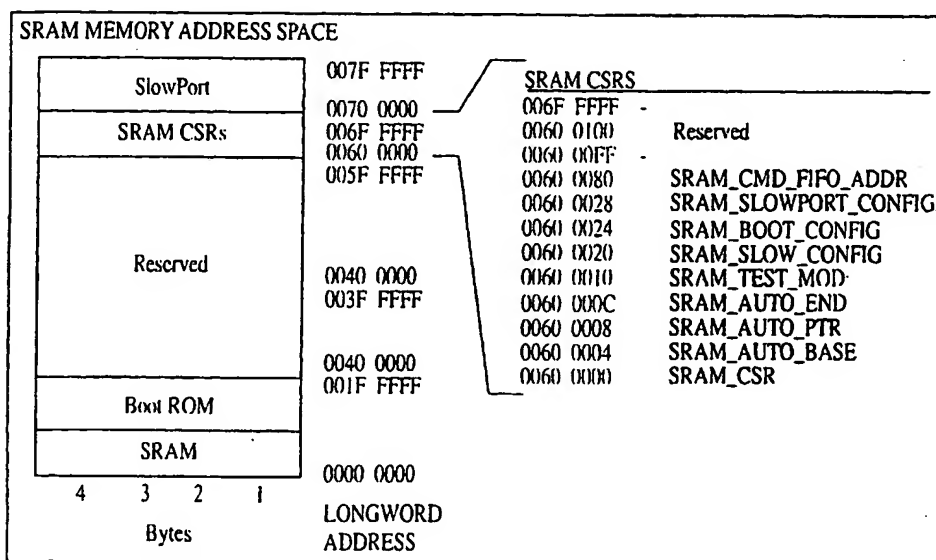 SRAM MEMORY ADDRESS SPACE
SlowPort
SRAM CSRs
Reserved
Boot ROM
SRAM
4 3 2 1
Bytes
007F FFFF
0070 0000
006F FFFF
0060 0000
005F FFFF
0040 0000
003F FFFF
0040 0000
001F FFFF
0000 0000
LONGWORD
ADDRESS
SRAM CSRS
006F FFFF -
0060 0100 Reserved
0060 00FF -
0060 0080 SRAM_CMD_FIFO_ADDR
0060 0028 SRAM_SLOWPORT_CONFIG
0060 0024 SRAM_BOOT_CONFIG
0060 0020 SRAM_SLOW_CONFIG
0060 0010 SRAM_TEST_MOD
0060 000C SRAM_AUTO_END
0060 0008 SRAM_AUTO_PTR
0060 0004 SRAM_AUTO_BASE
0060 0000 SRAM_CSR